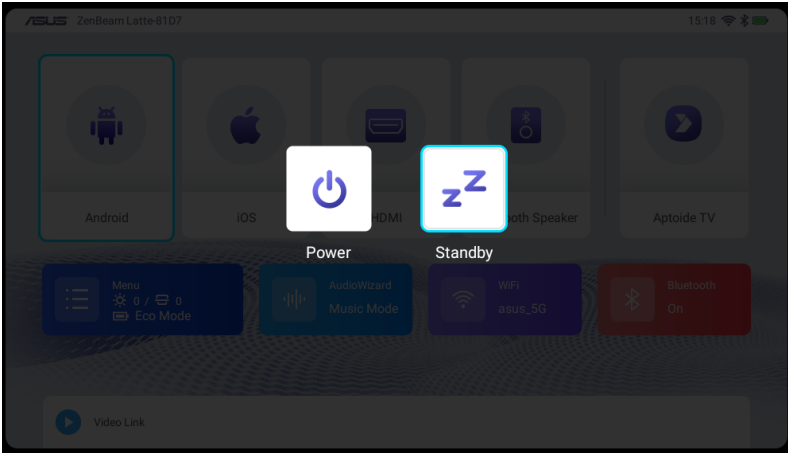 ASUS ZenBeam Latte-81D7 15:18
Android iOS HDMI ooth Speaker Aptoide TV
Power Standby
Menu
0 / 0
Eco Mode
AudioWizard
Music Mode
WiFi
asus_5G
Bluetooth
On
Video Link